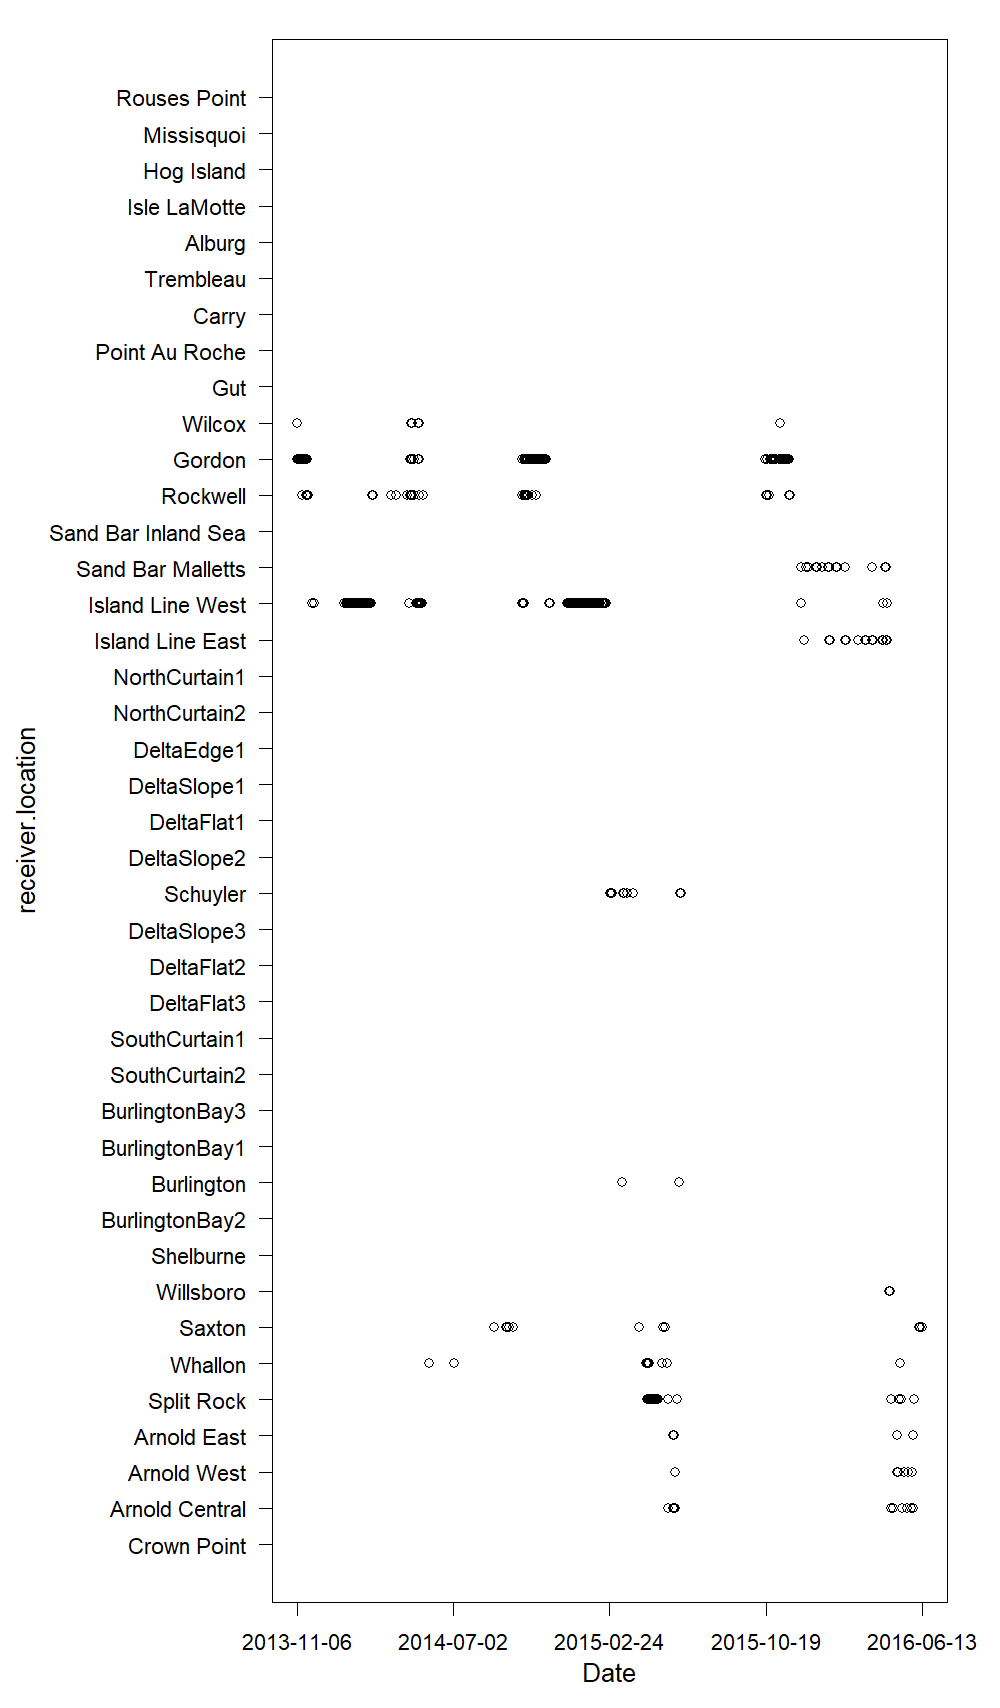 Rouses Point
Missisquoi
Hog Island
Isle LaMotte
Alburg
Trembleau
Carry
Point Au Roche
Gut
Wilcox
Gordon
Rockwell
Sand Bar Inland Sea
Sand Bar Malletts
Island Line West
Island Line East
NorthCurtain1
NorthCurtain2
DeltaEdge1
DeltaSlope1
DeltaFlat1
DeltaSlope2
Schuyler
DeltaSlope3
DeltaFlat2
DeltaFlat3
SouthCurtain1
SouthCurtain2
BurlingtonBay3
BurlingtonBay1
Burlington
BurlingtonBay2
Shelburne
Willsboro
Saxton
Whallon
Split Rock
Arnold East
Arnold West
Arnold Central
Crown Point
receiver.location
2013-11-06 2014-07-02 2015-02-24 2015-10-19 2016-06-13
Date